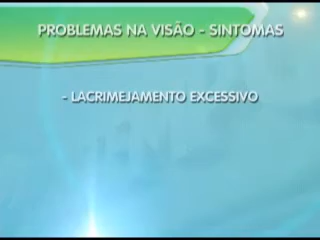 PROBLEMAS NA VISÃO - SINTOMAS
- LACRIMEJAMENTO EXCESSIVO